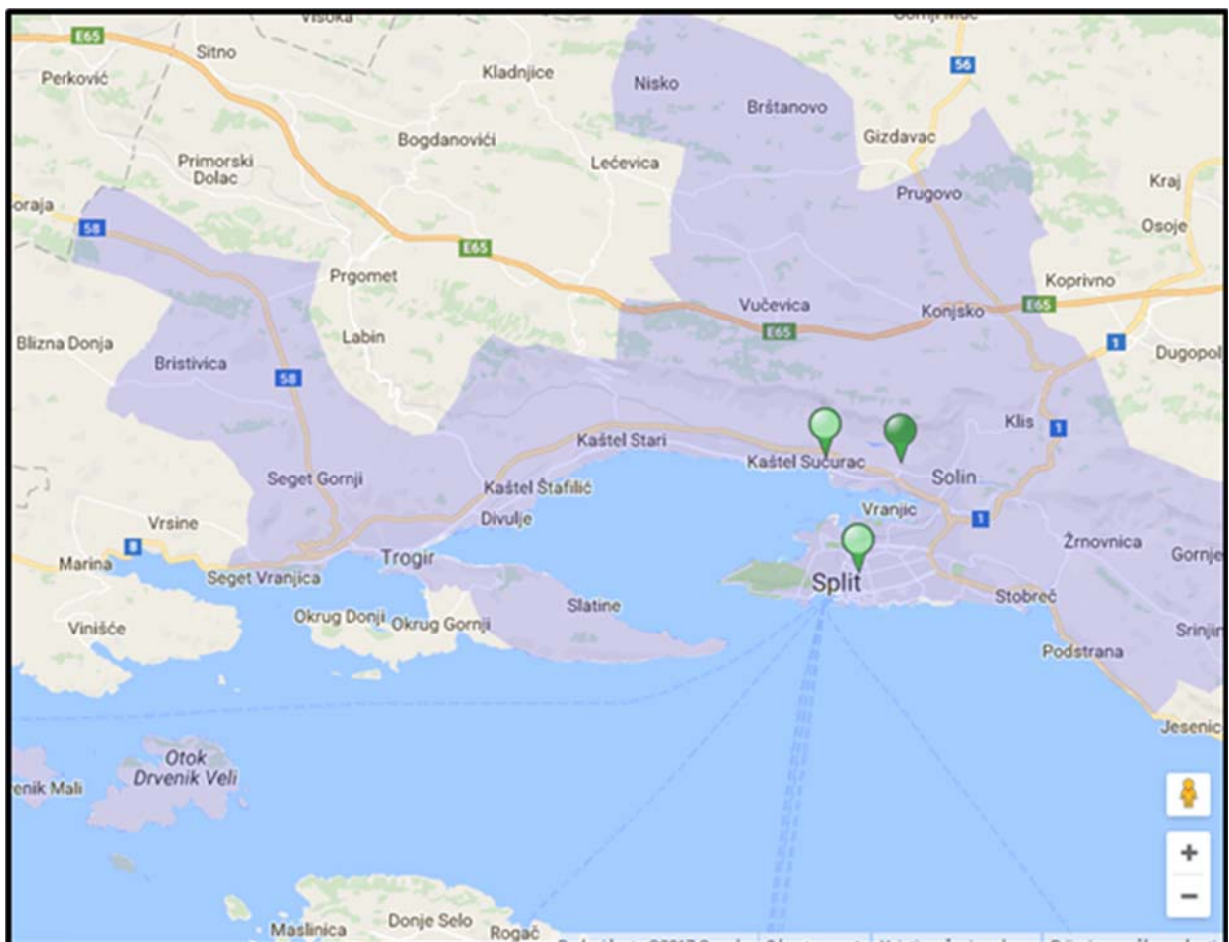 Visoka
E65
Sitno
Perković
Kladnjice
Nisko
Brštanovo
56
Bogdanovići
Gizdavac
Primorski
Dolac
Lećevica
Prugovo
Kraj
oraja
58
Osoje
E65
Prgomet
Koprivno
Vučevica
Konjsko
E65
E65
Labin
Blizna Donja
1
Dugopol
Bristivica
58
Klis
1
Kaštel Stari
Kaštel Sućurac
Seget Gornji
Kaštel Štafilić
Solin
Divulje
Vranjic
1
Vrsine
8
Marina
Trogir
Žrnovnica
Gornje
Seget Vranjica
Split
Stobreč
Slatine
Okrug Donji
Okrug Gornji
Vinišće
Srinjin
Podstrana
Jesenic
Otok
Drvenik Veli
enik Mali
+
−
Donje Selo
Maslinica
Rogač